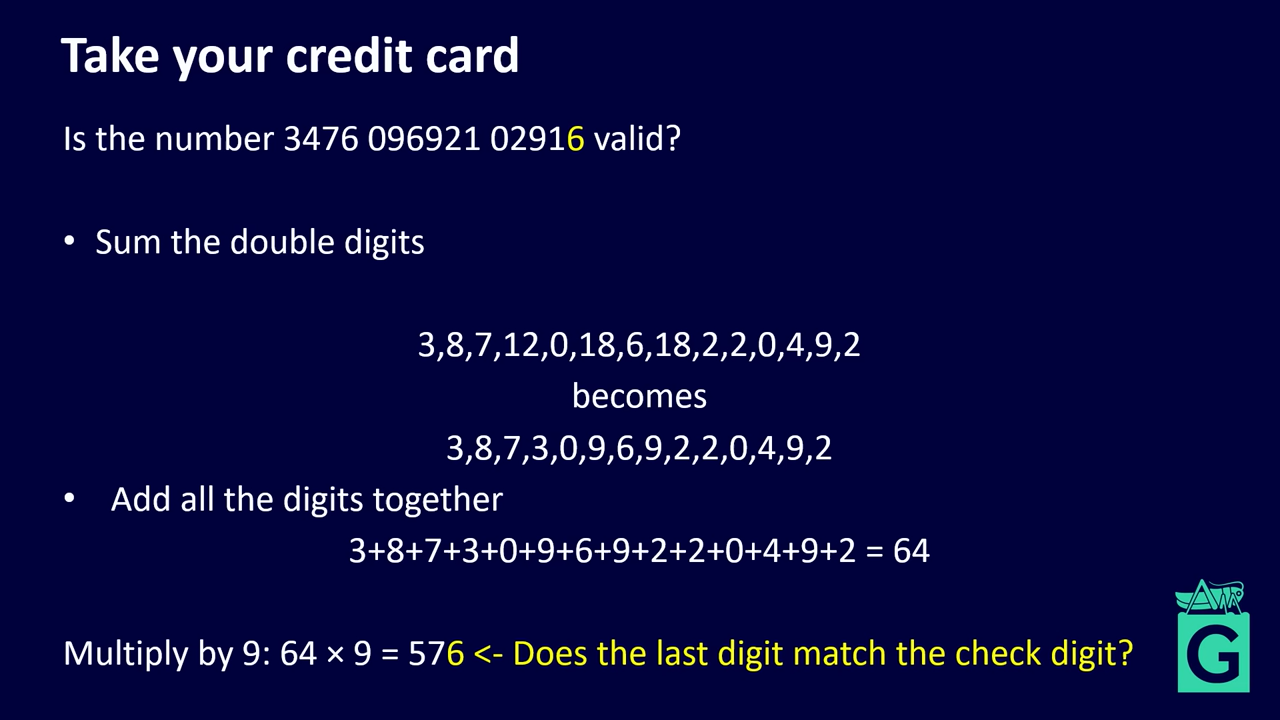 Take your credit card
Is the number 3476 096921 02916 valid?
• Sum the double digits
3,8,7,12,0,18,6,18,2,2,0,4,9,2
becomes
3,8,7,3,0,9,6,9,2,2,0,4,9,2
• Add all the digits together
3+8+7+3+0+9+6+9+2+2+0+4+9+2 = 64
Multiply by 9: 64 × 9 = 576 <- Does the last digit match the check digit?
G